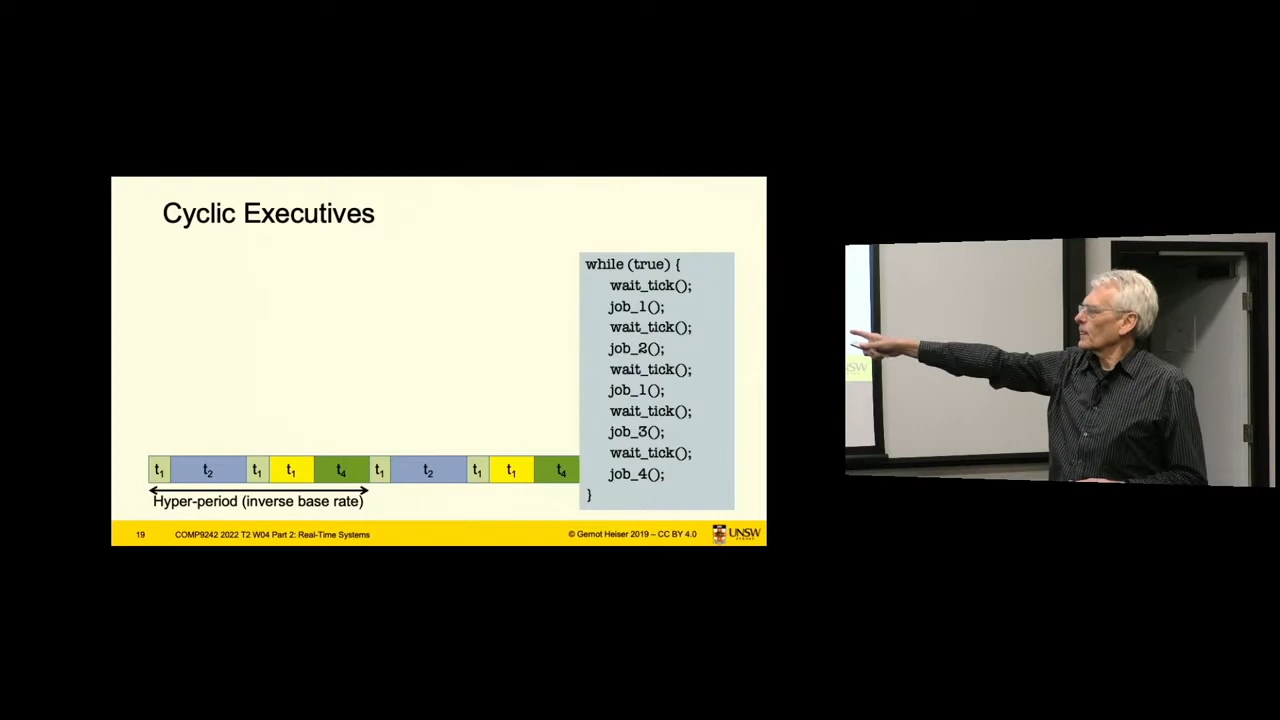 Cyclic Executives
while (true) {
wait_tick();
job_1();
wait_tick();
job_2();
wait_tick();
job_1();
wait_tick();
job_3();
wait_tick();
job_4();
}
t1 t2 t1 t1 t4 t1 t2 t1 t1 t4
Hyper-period (inverse base rate)
19 COMP9242 2022 T2 W04 Part 2: Real-Time Systems © Gernot Heiser 2019 – CC BY 4.0 UNSW